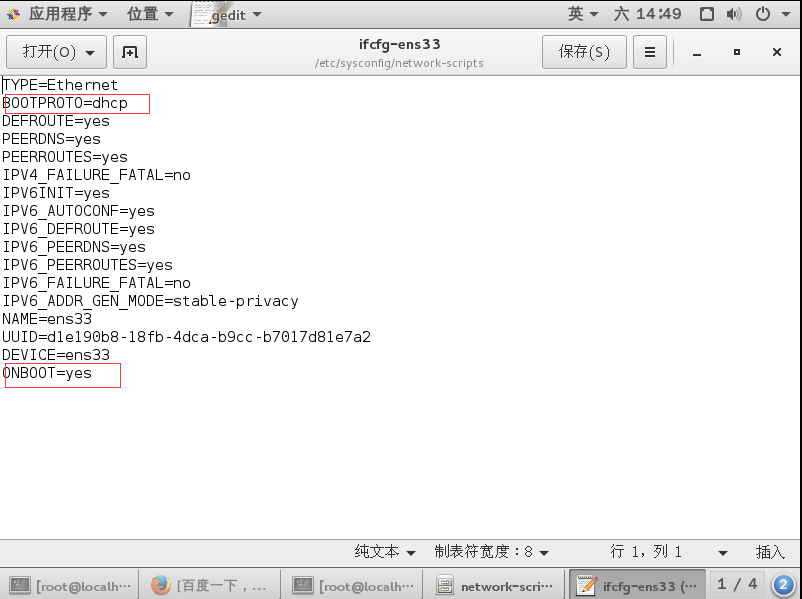 应用程序 位置 gedit 英 六 14:49
打开(O) ifcfg-ens33 保存(S)
/etc/sysconfig/network-scripts
TYPE=Ethernet
BOOTPROTO=dhcp
DEFROUTE=yes
PEERDNS=yes
PEERROUTES=yes
IPV4_FAILURE_FATAL=no
IPV6INIT=yes
IPV6_AUTOCONF=yes
IPV6_DEFROUTE=yes
IPV6_PEERDNS=yes
IPV6_PEERROUTES=yes
IPV6_FAILURE_FATAL=no
IPV6_ADDR_GEN_MODE=stable-privacy
NAME=ens33
UUID=d1e190b8-18fb-4dca-b9cc-b7017d81e7a2
DEVICE=ens33
ONBOOT=yes
纯文本 制表符宽度：8 行 1，列 1 插入
[root@localh… [百度一下，… [root@localh… network-scri… ifcfg-ens33 (… 1 / 4 2